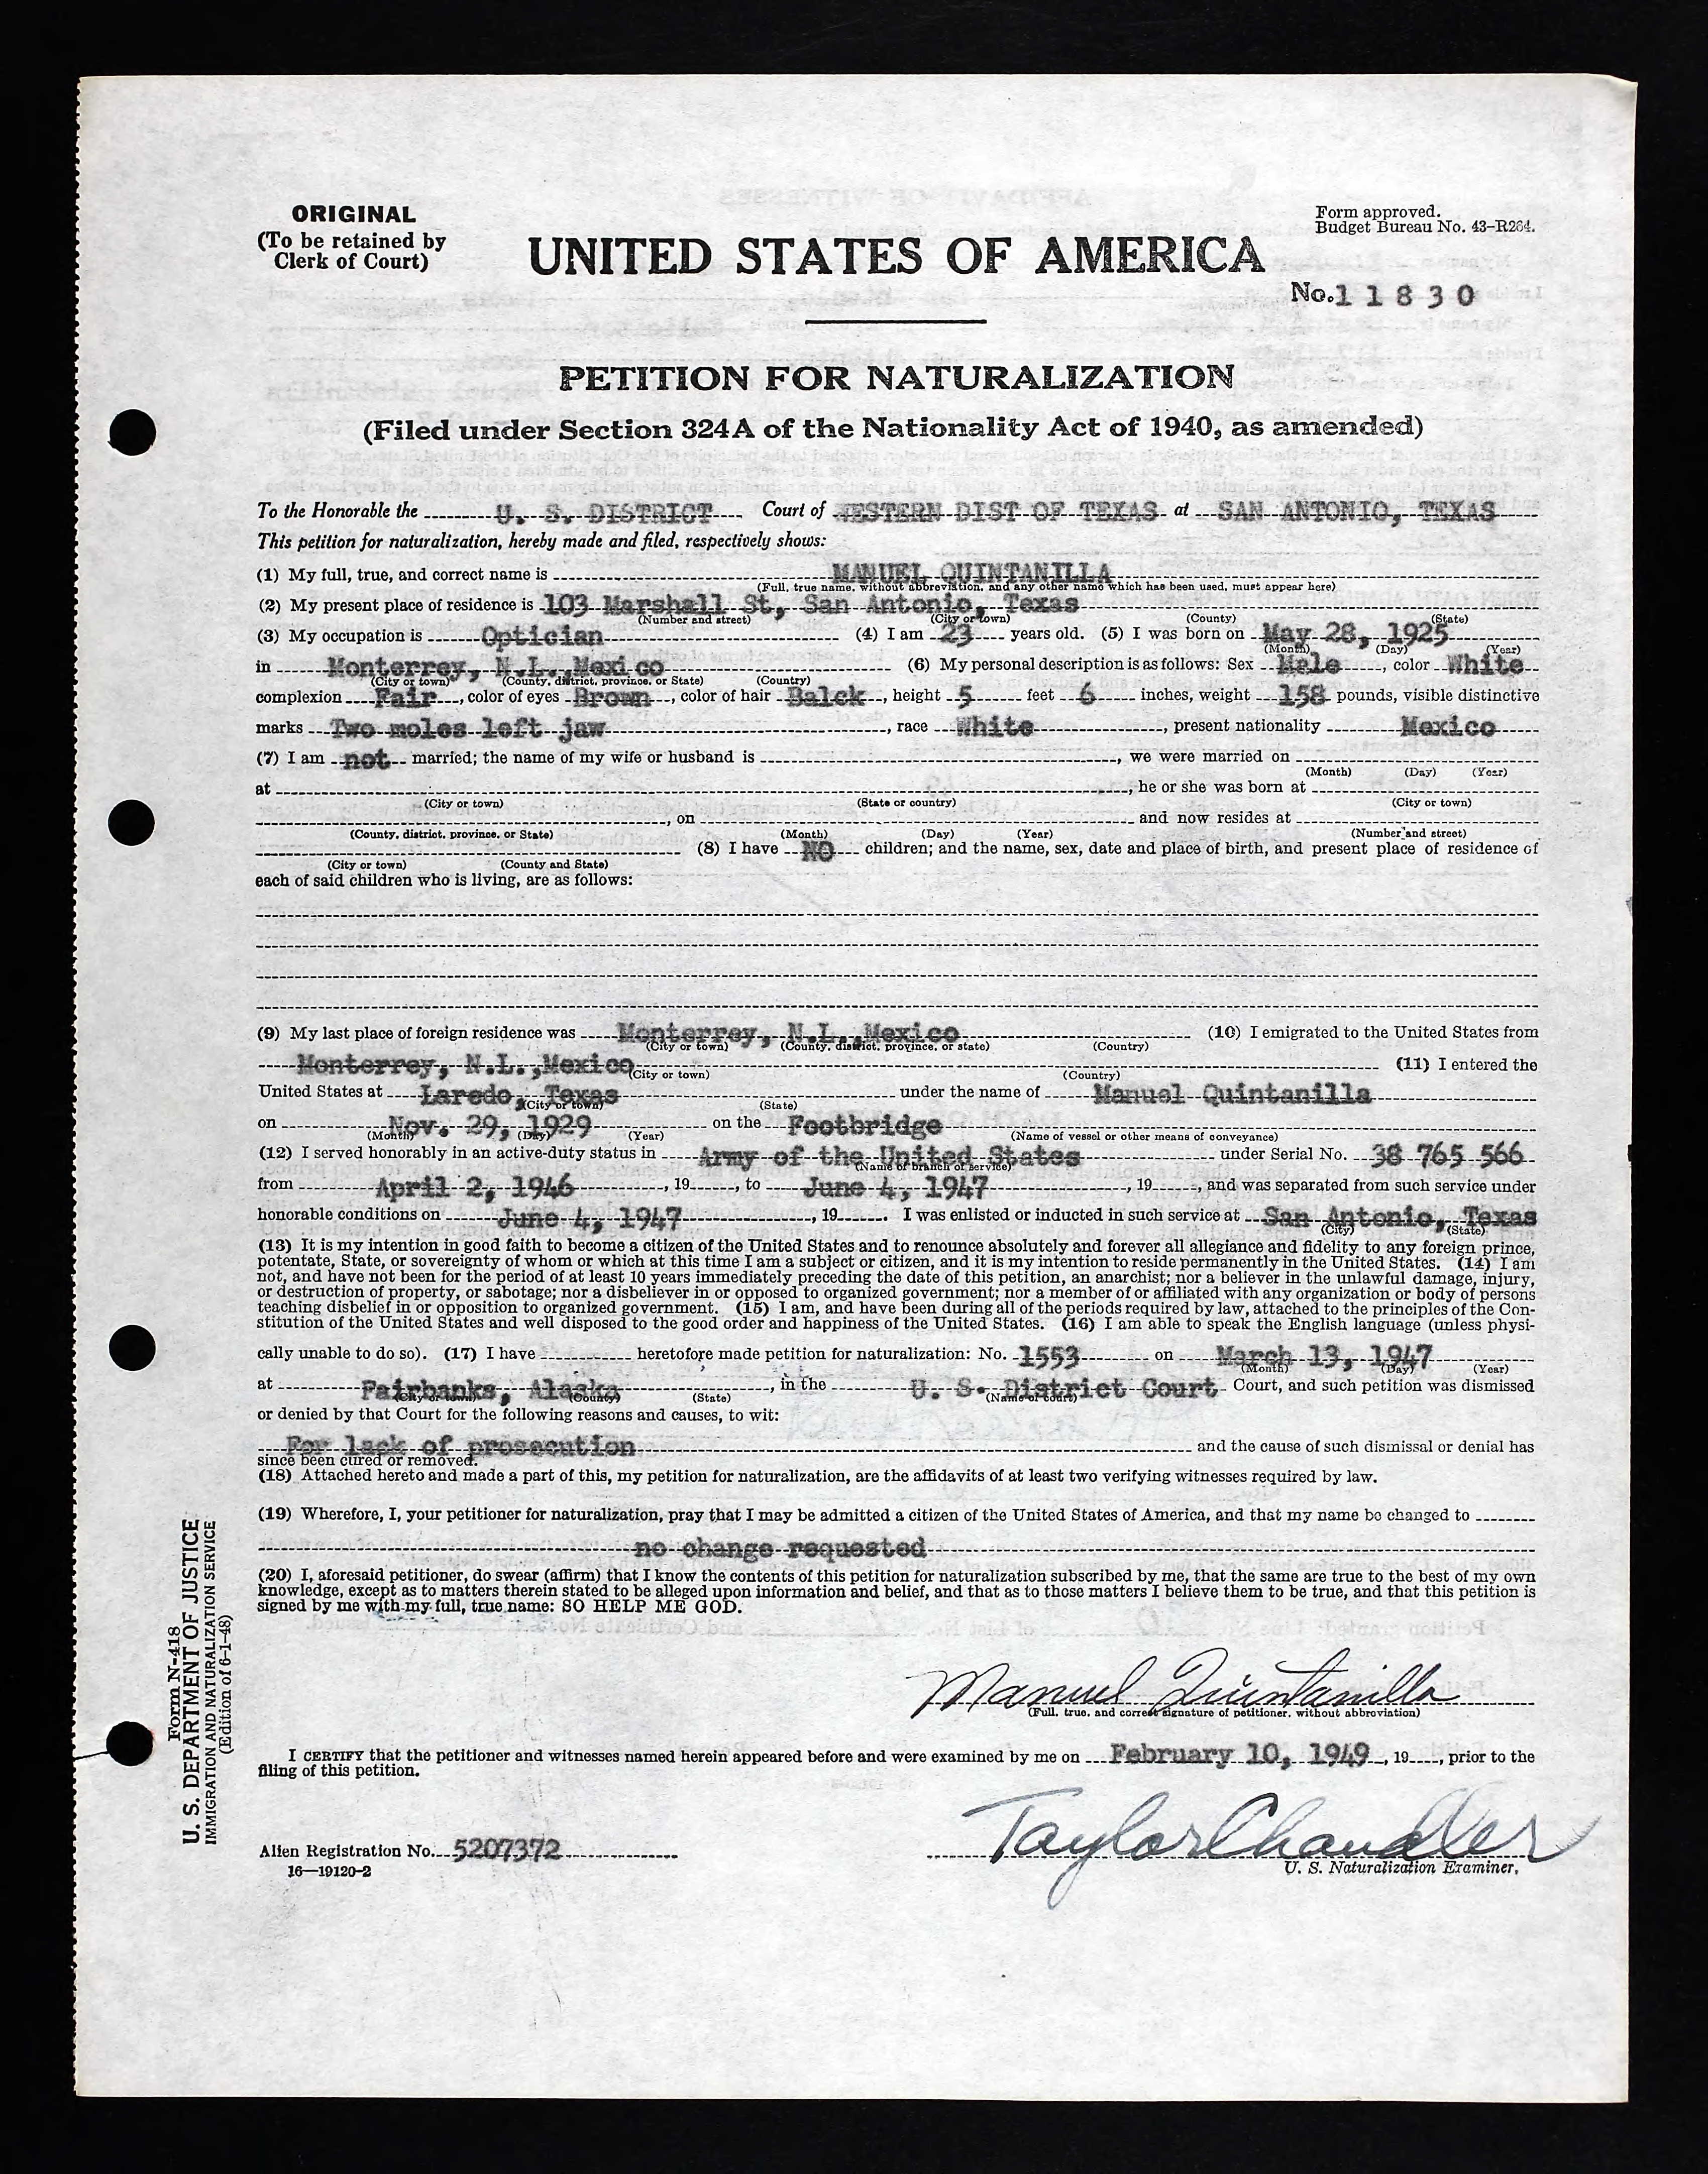 ORIGINAL
(To be retained by
Clerk of Court)
Form approved.
Budget Bureau No. 43-R264.
UNITED STATES OF AMERICA
No. 11830
PETITION FOR NATURALIZATION
(Filed under Section 324A of the Nationality Act of 1940, as amended)
To the Honorable the U. S. DISTRICT Court of WESTERN DIST OF TEXAS at SAN ANTONIO, TEXAS
This petition for naturalization, hereby made and filed, respectively shows:
(1) My full, true, and correct name is MANUEL QUINTANILLA
(Full, true name, without abbreviation, and any other name which has been used, must appear here)
(2) My present place of residence is 103 Marshall St, San Antonio, Texas
(Number and street) (City or town) (County) (State)
(3) My occupation is Optician (4) I am 23 years old. (5) I was born on May 28, 1925
(Month) (Day) (Year)
in Monterrey, N.L., Mexico (6) My personal description is as follows: Sex Male, color White
(City or town) (County, district, province, or State) (Country)
complexion Fair, color of eyes Brown, color of hair Balck, height 5 feet 6 inches, weight 158 pounds, visible distinctive
marks Two moles left jaw, race White, present nationality Mexico
(7) I am not married; the name of my wife or husband is, we were married on
(Month) (Day) (Year)
at, he or she was born at
(City or town) (State or country) (City or town)
, on and now resides at
(County, district, province, or State) (Month) (Day) (Year) (Number and street)
(8) I have NO children; and the name, sex, date and place of birth, and present place of residence of
(City or town) (County and State)
each of said children who is living, are as follows:
(9) My last place of foreign residence was Monterrey, N.L., Mexico (10) I emigrated to the United States from
(City or town) (County, district, province, or state) (Country)
Monterrey, N.L., Mexico (11) I entered the
(City or town) (Country)
United States at Laredo, Texas under the name of Manuel Quintanilla
(City or town) (State)
on Nov. 29, 1929 on the Footbridge
(Month) (Day) (Year) (Name of vessel or other means of conveyance)
(12) I served honorably in an active-duty status in Army of the United States under Serial No. 38 765 566
(Name of branch of service)
from April 2, 1946, 19, to June 4, 1947, 19, and was separated from such service under
honorable conditions on June 4, 1947, 19. I was enlisted or inducted in such service at San Antonio, Texas
(City) (State)
(13) It is my intention in good faith to become a citizen of the United States and to renounce absolutely and forever all allegiance and fidelity to any foreign prince,
potentate, State, or sovereignty of whom or which at this time I am a subject or citizen, and it is my intention to reside permanently in the United States. (14) I am
not, and have not been for the period of at least 10 years immediately preceding the date of this petition, an anarchist; nor a believer in the unlawful damage, injury,
or destruction of property, or sabotage; nor a disbeliever in or opposed to organized government; nor a member of or affiliated with any organization or body of persons
teaching disbelief in or opposition to organized government. (15) I am, and have been during all of the periods required by law, attached to the principles of the Con-
stitution of the United States and well disposed to the good order and happiness of the United States. (16) I am able to speak the English language (unless physi-
cally unable to do so). (17) I have heretofore made petition for naturalization: No. 1553 on March 13, 1947
(Month) (Day) (Year)
at Fairbanks, Alaska, in the U. S. District Court Court, and such petition was dismissed
(City or town) (County) (State) (Name of court)
or denied by that Court for the following reasons and causes, to wit:
For lack of prosecution and the cause of such dismissal or denial has
since been cured or removed.
(18) Attached hereto and made a part of this, my petition for naturalization, are the affidavits of at least two verifying witnesses required by law.
(19) Wherefore, I, your petitioner for naturalization, pray that I may be admitted a citizen of the United States of America, and that my name be changed to
no change requested
(20) I, aforesaid petitioner, do swear (affirm) that I know the contents of this petition for naturalization subscribed by me, that the same are true to the best of my own
knowledge, except as to matters therein stated to be alleged upon information and belief, and that as to those matters I believe them to be true, and that this petition is
signed by me with my full, true name: SO HELP ME GOD.
Manuel Quintanilla
(Full, true, and correct signature of petitioner, without abbreviation)
I CERTIFY that the petitioner and witnesses named herein appeared before and were examined by me on February 10, 1949, 19, prior to the
filing of this petition.
Taylor Chandler
U. S. Naturalization Examiner,
Alien Registration No. 5207372
16—19120-2
Form N-418
U. S. DEPARTMENT OF JUSTICE
IMMIGRATION AND NATURALIZATION SERVICE
(Edition of 6-1-48)